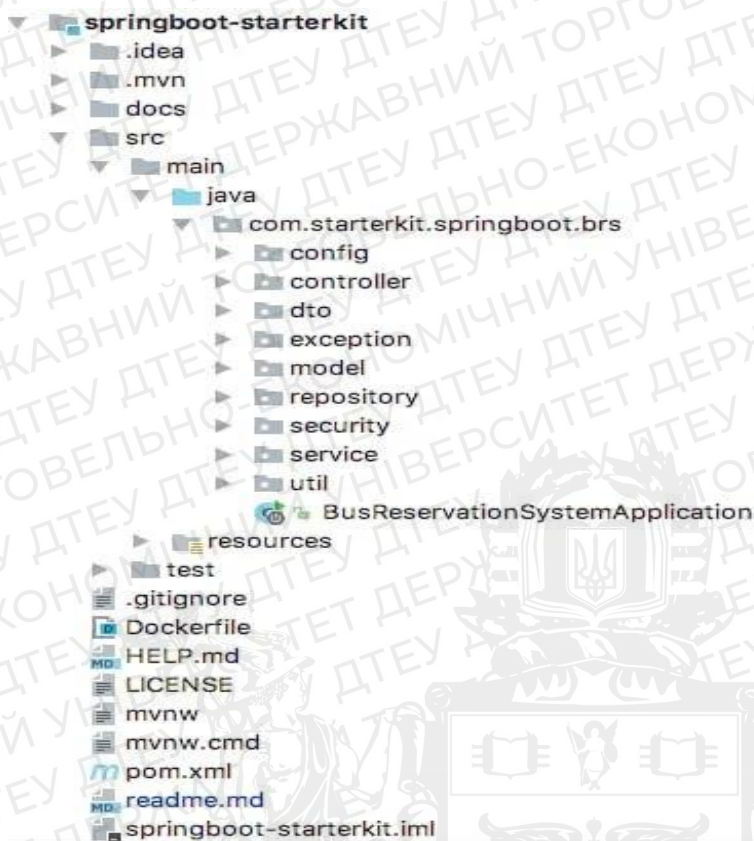 springboot-starterkit
.idea
.mvn
docs
src
main
java
com.starterkit.springboot.brs
config
controller
dto
exception
model
repository
security
service
util
BusReservationSystemApplication
resources
test
.gitignore
Dockerfile
HELP.md
LICENSE
mvnw
mvnw.cmd
pom.xml
readme.md
springboot-starterkit.iml